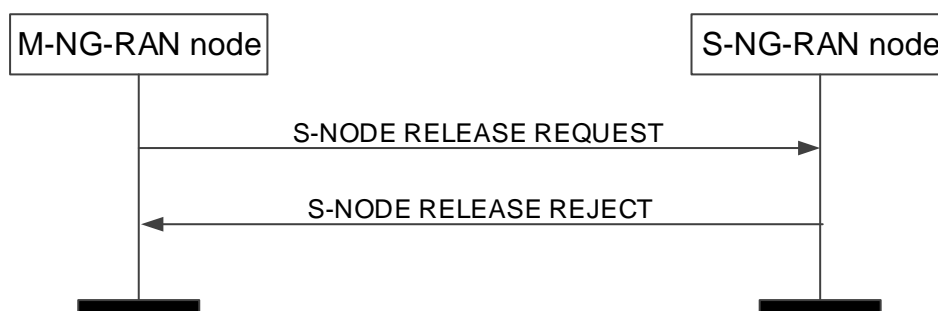 M-NG-RAN node
S-NG-RAN node
S-NODE RELEASE REQUEST
S-NODE RELEASE REJECT